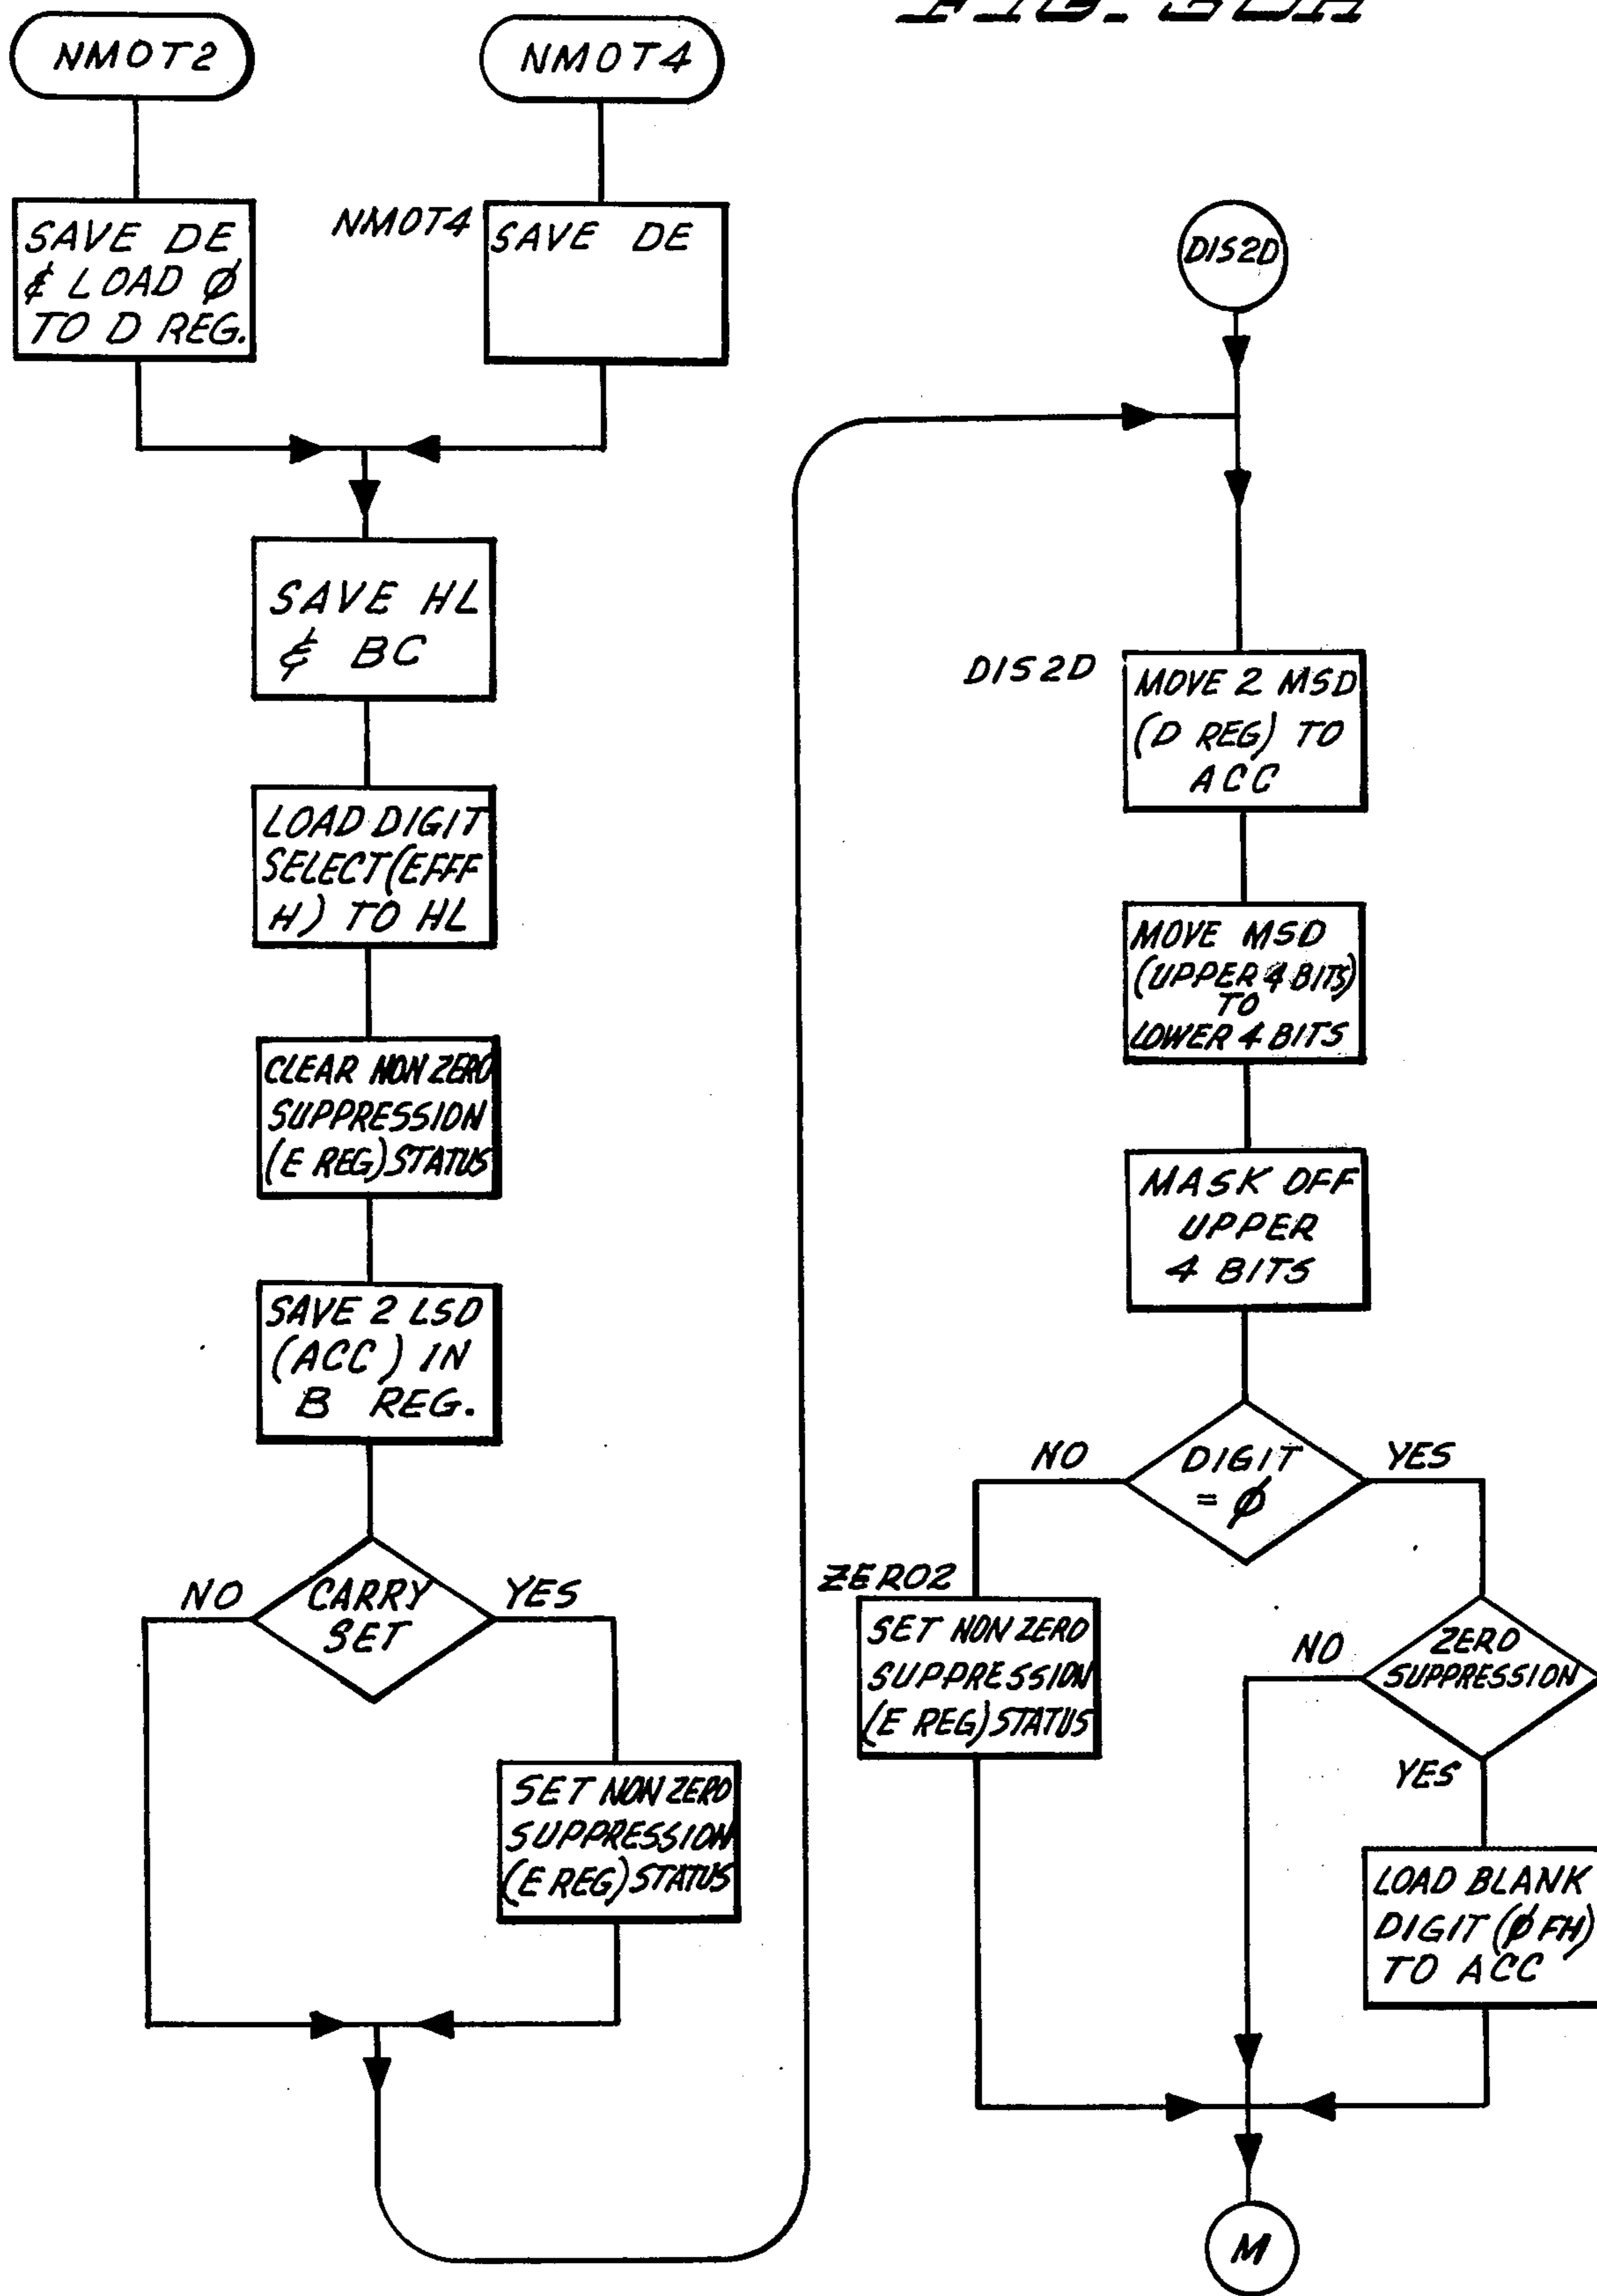 NMOT2
NMOT4
SAVE DE
& LOAD Ø
TO D REG.
NMOT4
SAVE DE
SAVE HL
& BC
LOAD DIGIT
SELECT (EFFF
H) TO HL
CLEAR NON ZERO
SUPPRESSION
(E REG) STATUS
SAVE 2 LSD
(ACC) IN
B REG.
NO
CARRY
SET
YES
SET NON ZERO
SUPPRESSION
(E REG) STATUS
DIS2D
DIS2D
MOVE 2 MSD
(D REG) TO
ACC
MOVE MSD
(UPPER 4 BITS)
TO
LOWER 4 BITS
MASK OFF
UPPER
4 BITS
NO
DIGIT
= Ø
YES
ZERO2
SET NON ZERO
SUPPRESSION
(E REG) STATUS
NO
ZERO
SUPPRESSION
YES
LOAD BLANK
DIGIT (Ø FH)
TO ACC
M